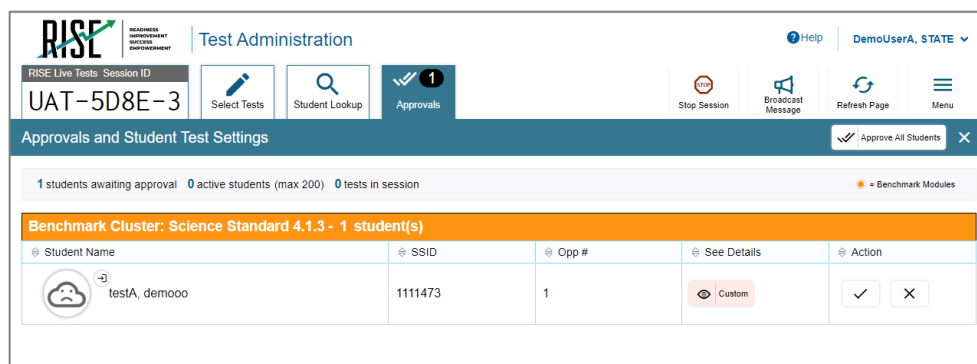 RISE READINESS IMPROVEMENT SUCCESS EMPOWERMENT Test Administration Help DemoUserA, STATE
RISE Live Tests Session ID
UAT-5D8E-3
Select Tests
Student Lookup
1
Approvals
STOP
Stop Session
Broadcast Message
Refresh Page
Menu
Approvals and Student Test Settings
Approve All Students
1 students awaiting approval 0 active students (max 200) 0 tests in session = Benchmark Modules
Benchmark Cluster: Science Standard 4.1.3 - 1 student(s)
Student Name SSID Opp # See Details Action
testA, demooo 1111473 1 Custom